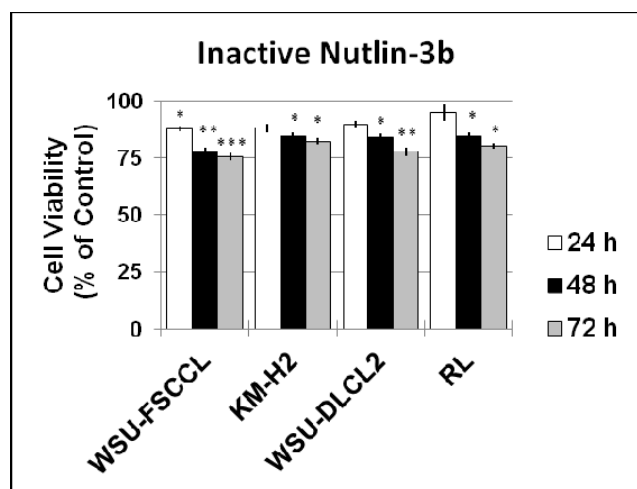 Inactive Nutlin-3b
Cell Viability
(% of Control)
100
75
50
25
0
* ** ***
* *
* **
* *
WSU-FSCCL
KM-H2
WSU-DLCL2
RL
24 h
48 h
72 h